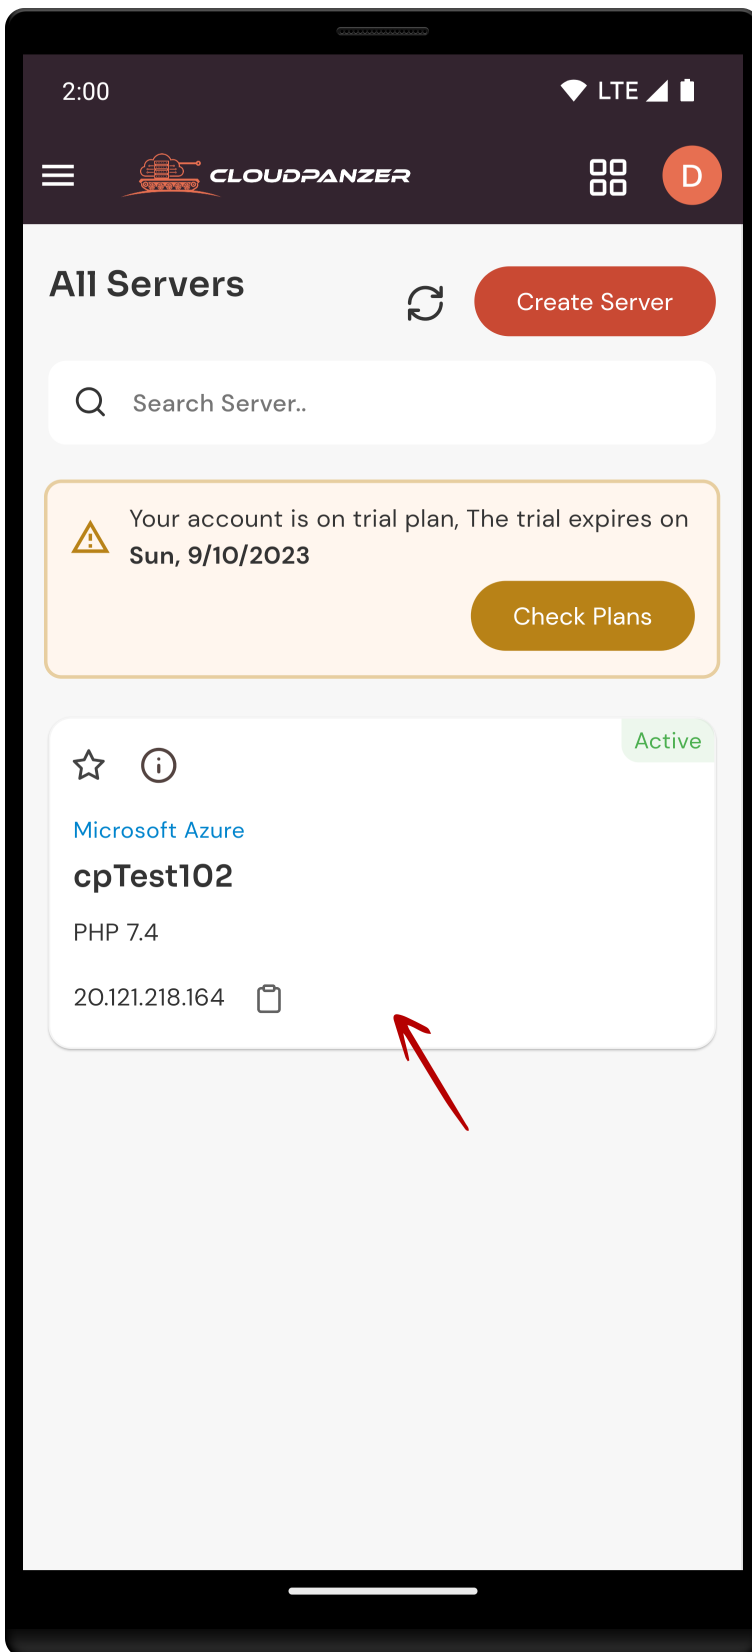 2:00
LTE
CLOUDPANZER
D
All Servers
Create Server
Search Server..
Your account is on trial plan, The trial expires on
Sun, 9/10/2023
Check Plans
Active
Microsoft Azure
cpTest102
PHP 7.4
20.121.218.164